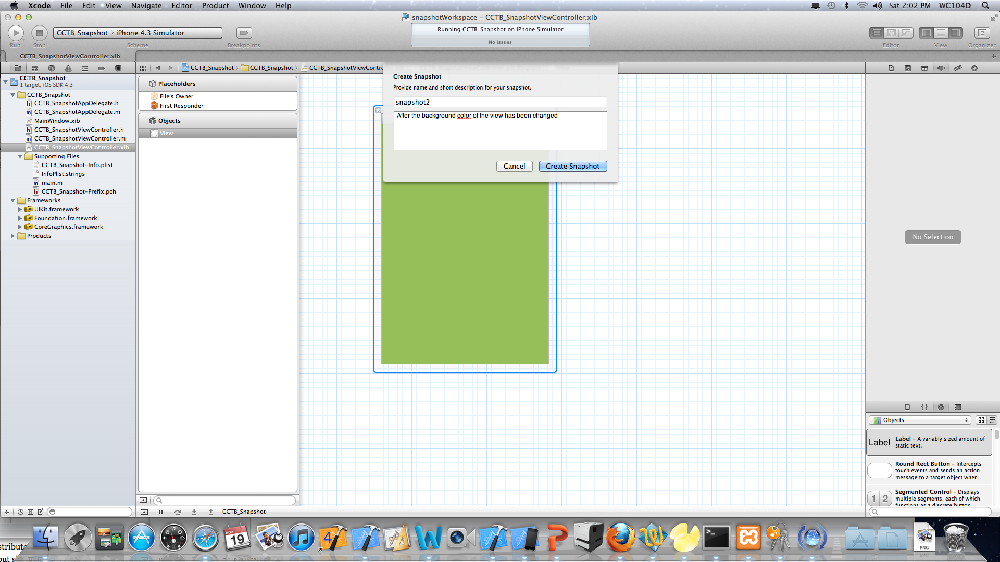 Xcode File Edit View Navigate Editor Product Window Help Sat 2:02 PM WC104D
snapshotWorkspace – CCTB_SnapshotViewController.xib
CCTB_Snapshot iPhone 4.3 Simulator
Running CCTB_Snapshot on iPhone Simulator
No Issues
Run Stop Scheme Breakpoints Editor View Organizer
CCTB_SnapshotViewController.xib
CCTB_Snapshot CCTB_Snapshot CCTB_SnapshotViewContro
CCTB_Snapshot
1 target, iOS SDK 4.3
CCTB_Snapshot
CCTB_SnapshotAppDelegate.h
CCTB_SnapshotAppDelegate.m
MainWindow.xib
CCTB_SnapshotViewController.h
CCTB_SnapshotViewController.m
CCTB_SnapshotViewController.xib
Supporting Files
CCTB_Snapshot-Info.plist
InfoPlist.strings
main.m
CCTB_Snapshot-Prefix.pch
Frameworks
UIKit.framework
Foundation.framework
CoreGraphics.framework
Products
Placeholders
File's Owner
First Responder
Objects
View
Create Snapshot
Provide name and short description for your snapshot.
snapshot2
After the background color of the view has been changed
Cancel Create Snapshot
No Selection
Objects
Label Label – A variably sized amount of
static text.
Round Rect Button – Intercepts
touch events and sends an action
message to a target object when...
Segmented Control – Displays
1 2 multiple segments, each of which
functions as a discrete button
CCTB_Snapshot
NOV
19
4
PNG
stribute
out s